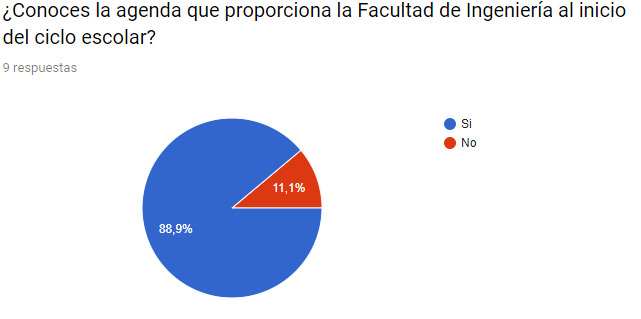 ¿Conoces la agenda que proporciona la Facultad de Ingeniería al inicio
del ciclo escolar?
9 respuestas
Si
No
11,1%
88,9%